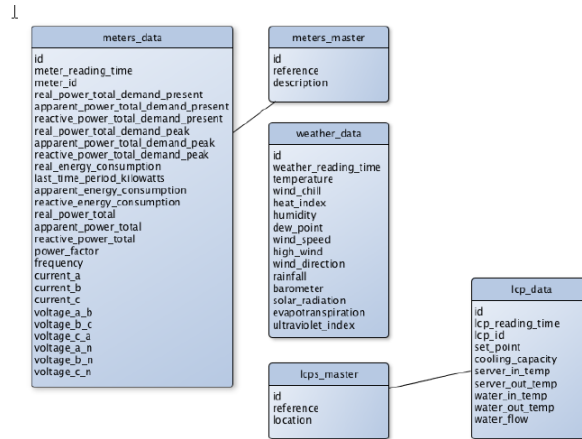 meters_data
id
meter_reading_time
meter_id
real_power_total_demand_present
apparent_power_total_demand_present
reactive_power_total_demand_present
real_power_total_demand_peak
apparent_power_total_demand_peak
reactive_power_total_demand_peak
real_energy_consumption
last_time_period_kilowatts
apparent_energy_consumption
reactive_energy_consumption
real_power_total
apparent_power_total
reactive_power_total
power_factor
frequency
current_a
current_b
current_c
voltage_a_b
voltage_b_c
voltage_c_a
voltage_a_n
voltage_b_n
voltage_c_n
meters_master
id
reference
description
weather_data
id
weather_reading_time
temperature
wind_chill
heat_index
humidity
dew_point
wind_speed
high_wind
wind_direction
rainfall
barometer
solar_radiation
evapotranspiration
ultraviolet_index
lcps_master
id
reference
location
lcp_data
id
lcp_reading_time
lcp_id
set_point
cooling_capacity
server_in_temp
server_out_temp
water_in_temp
water_out_temp
water_flow